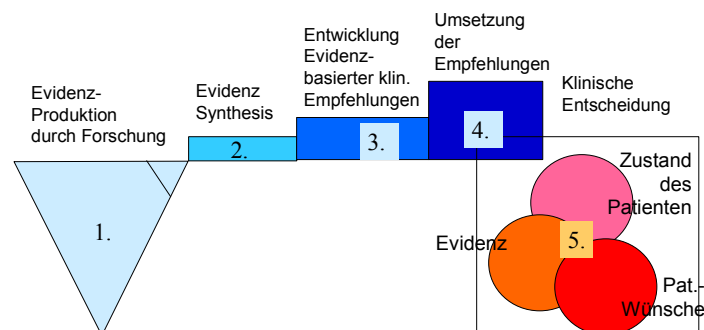 Evidenz-
Produktion
durch Forschung
1.
Evidenz
Synthesis
2.
Entwicklung
Evidenz-
basierter klin.
Empfehlungen
3.
Umsetzung
der
Empfehlungen
4.
Klinische
Entscheidung
Zustand
des
Patienten
Evidenz
5.
Pat.-
Wünsche